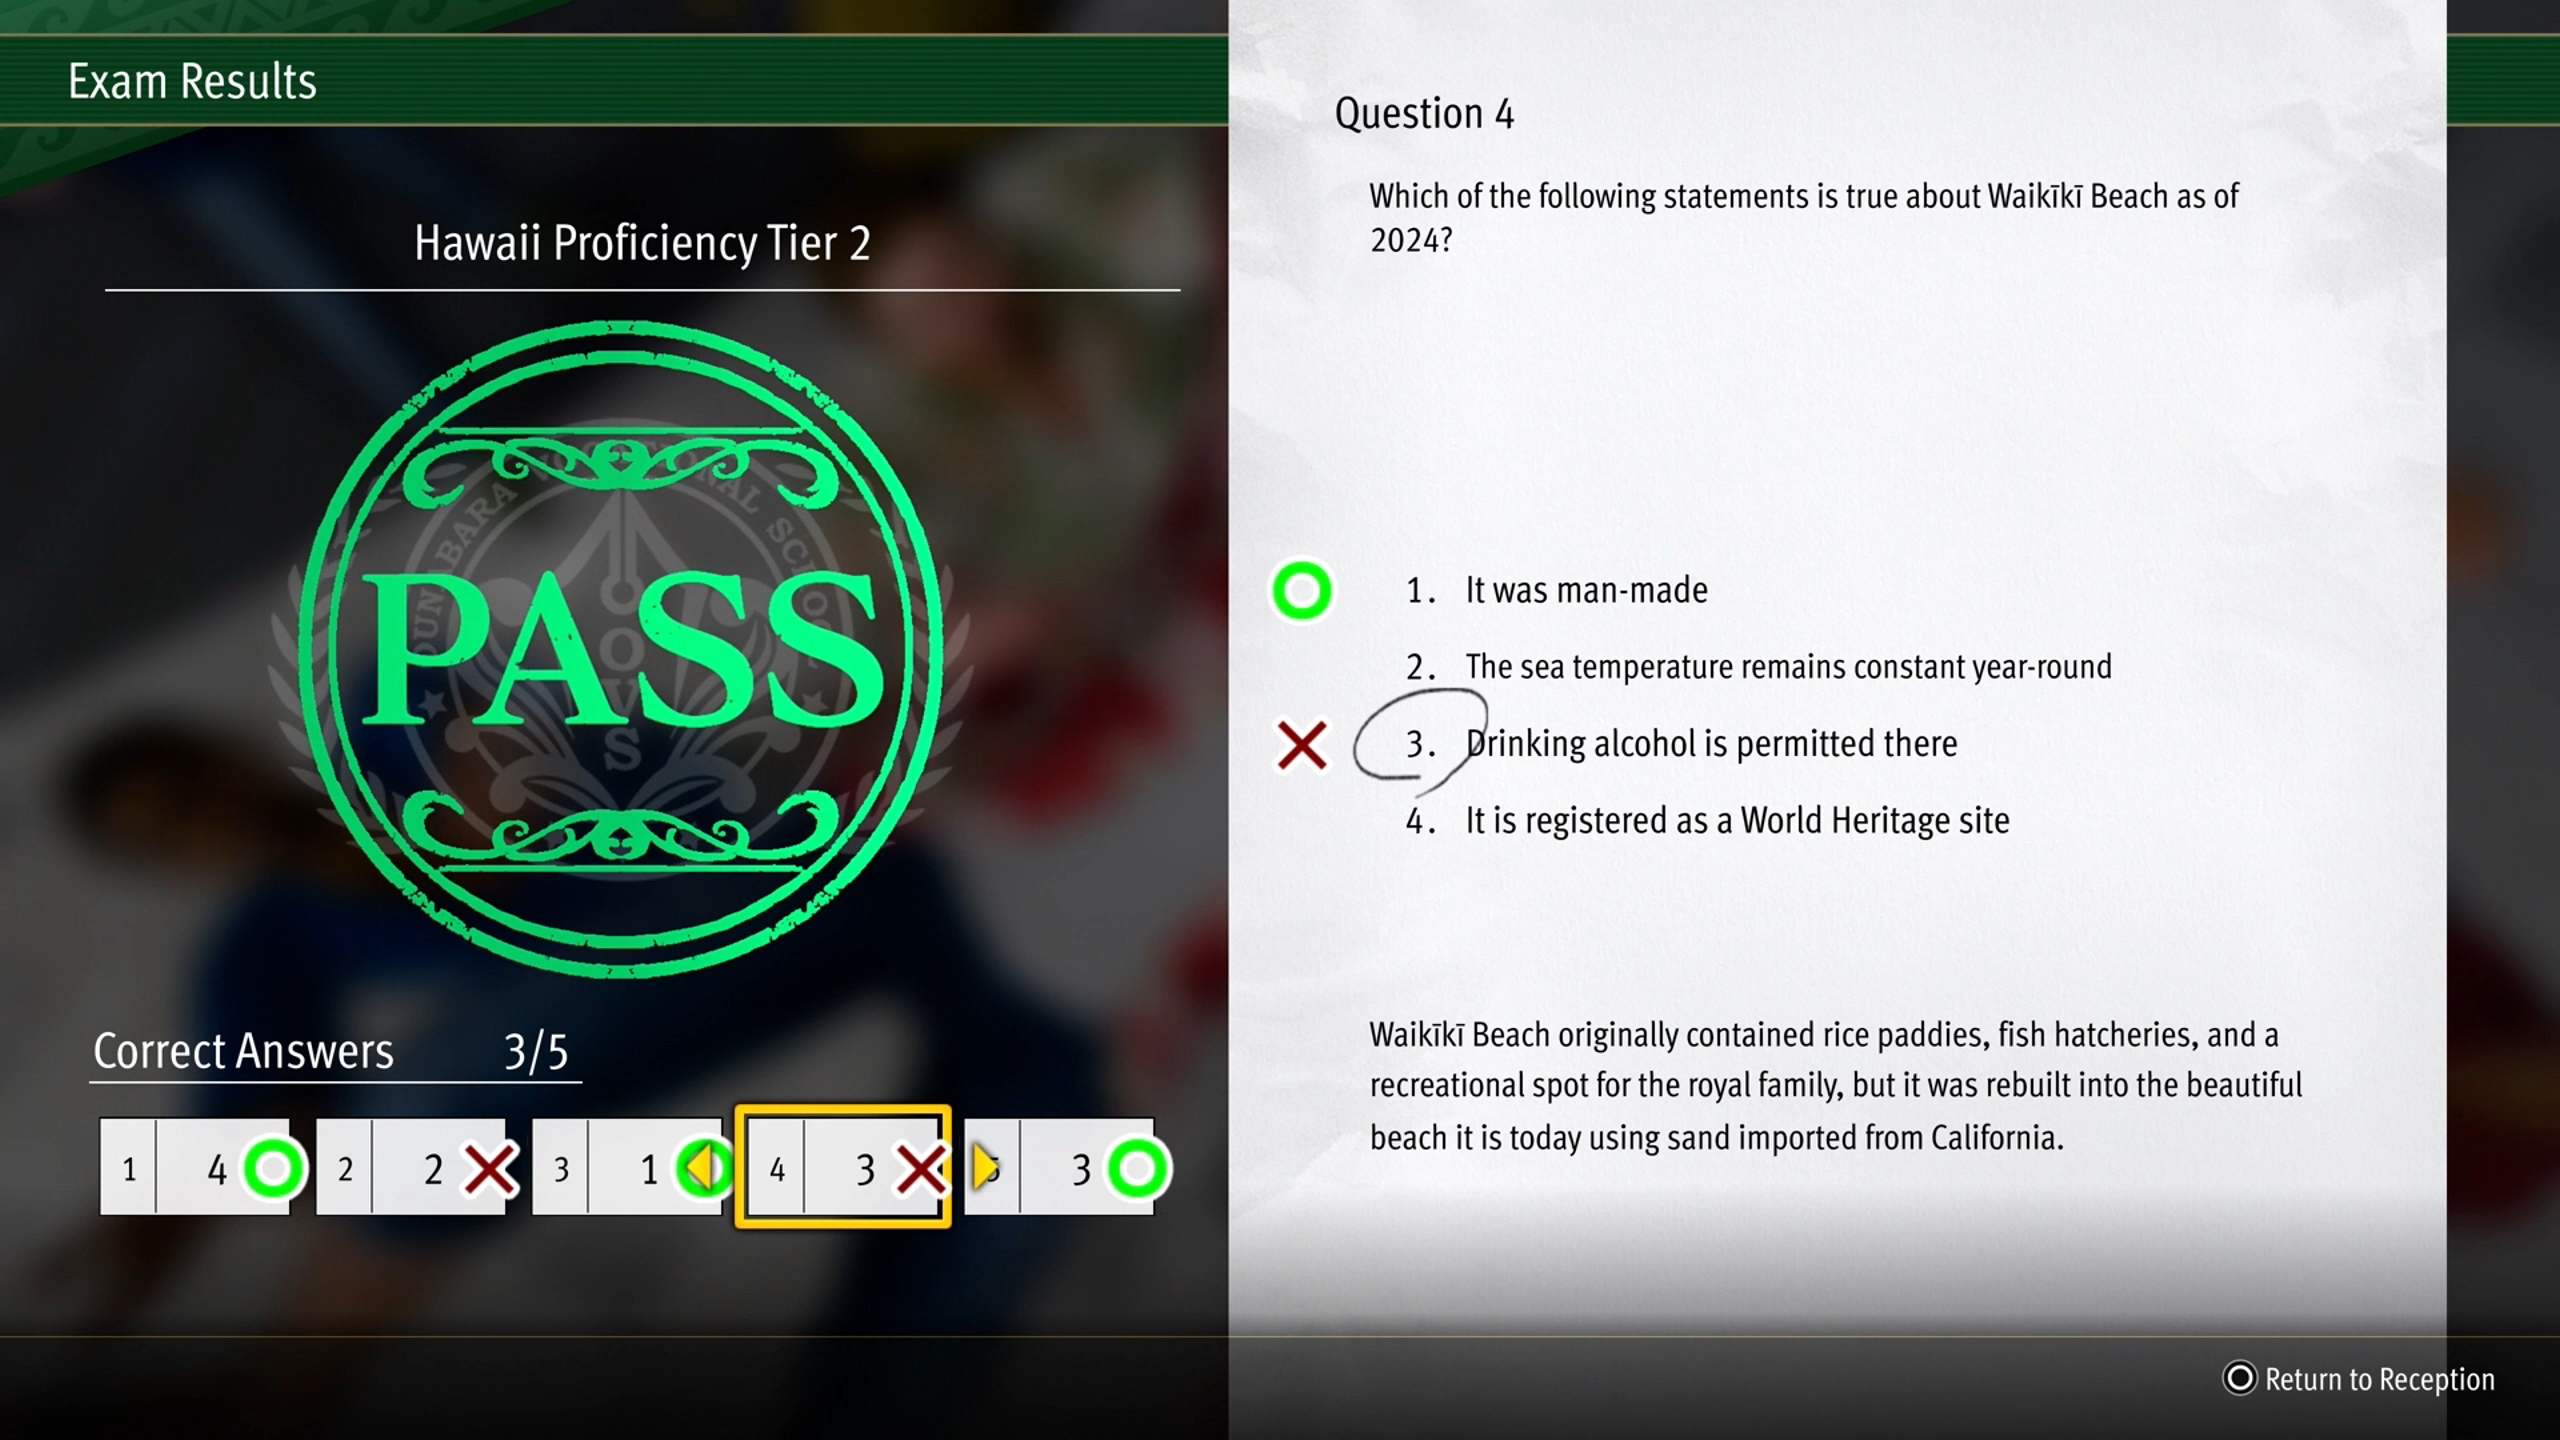 Exam Results
Hawaii Proficiency Tier 2
OUNABARA VOCATIONAL SCHOOL
OVS
PASS
Correct Answers 3/5
1 4
2 2
3 1
4 3
5 3
Question 4
Which of the following statements is true about Waikīkī Beach as of
2024?
1. It was man-made
2. The sea temperature remains constant year-round
3. Drinking alcohol is permitted there
4. It is registered as a World Heritage site
Waikīkī Beach originally contained rice paddies, fish hatcheries, and a
recreational spot for the royal family, but it was rebuilt into the beautiful
beach it is today using sand imported from California.
Return to Reception